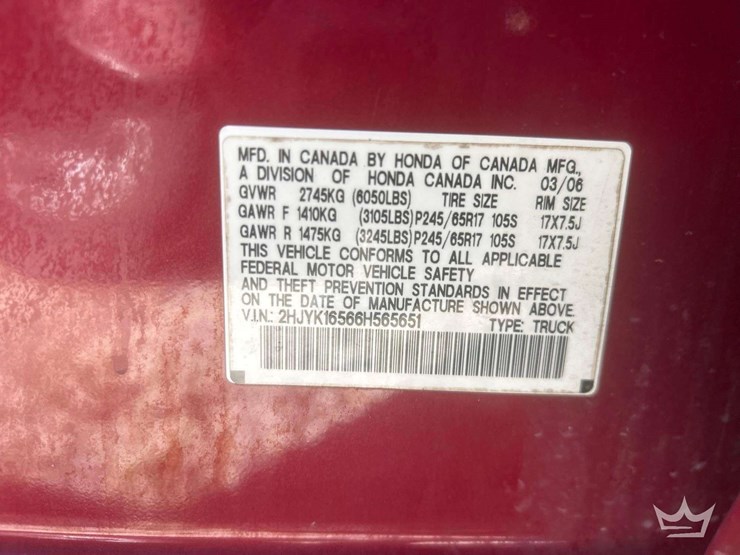 MFD. IN CANADA BY HONDA OF CANADA MFG.,
A DIVISION OF HONDA CANADA INC. 03/06
GVWR 2745KG (6050LBS) TIRE SIZE RIM SIZE
GAWR F 1410KG (3105LBS) P245/65R17 105S 17X7.5J
GAWR R 1475KG (3245LBS) P245/65R17 105S 17X7.5J
THIS VEHICLE CONFORMS TO ALL APPLICABLE
FEDERAL MOTOR VEHICLE SAFETY
AND THEFT PREVENTION STANDARDS IN EFFECT
ON THE DATE OF MANUFACTURE SHOWN ABOVE.
V.I.N.: 2HJYK16566H565651 TYPE: TRUCK